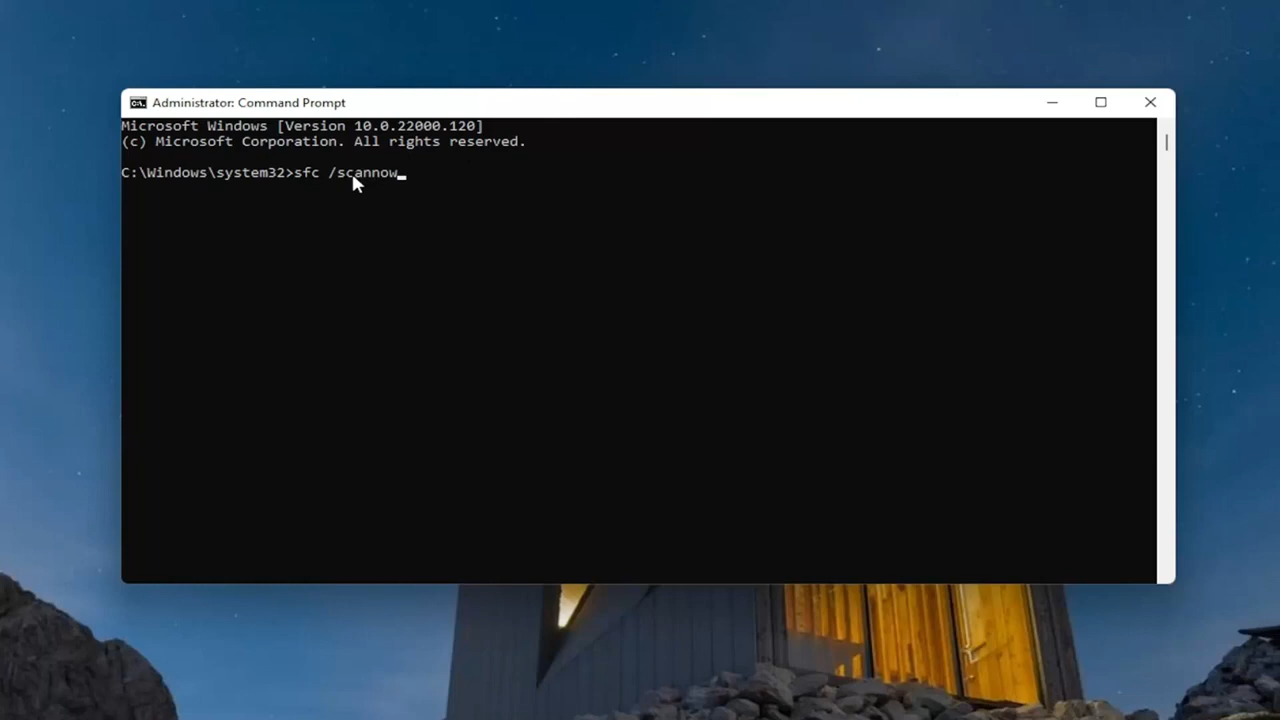 Administrator: Command Prompt
Microsoft Windows [Version 10.0.22000.120]
(c) Microsoft Corporation. All rights reserved.
C:\Windows\system32>sfc /scannow